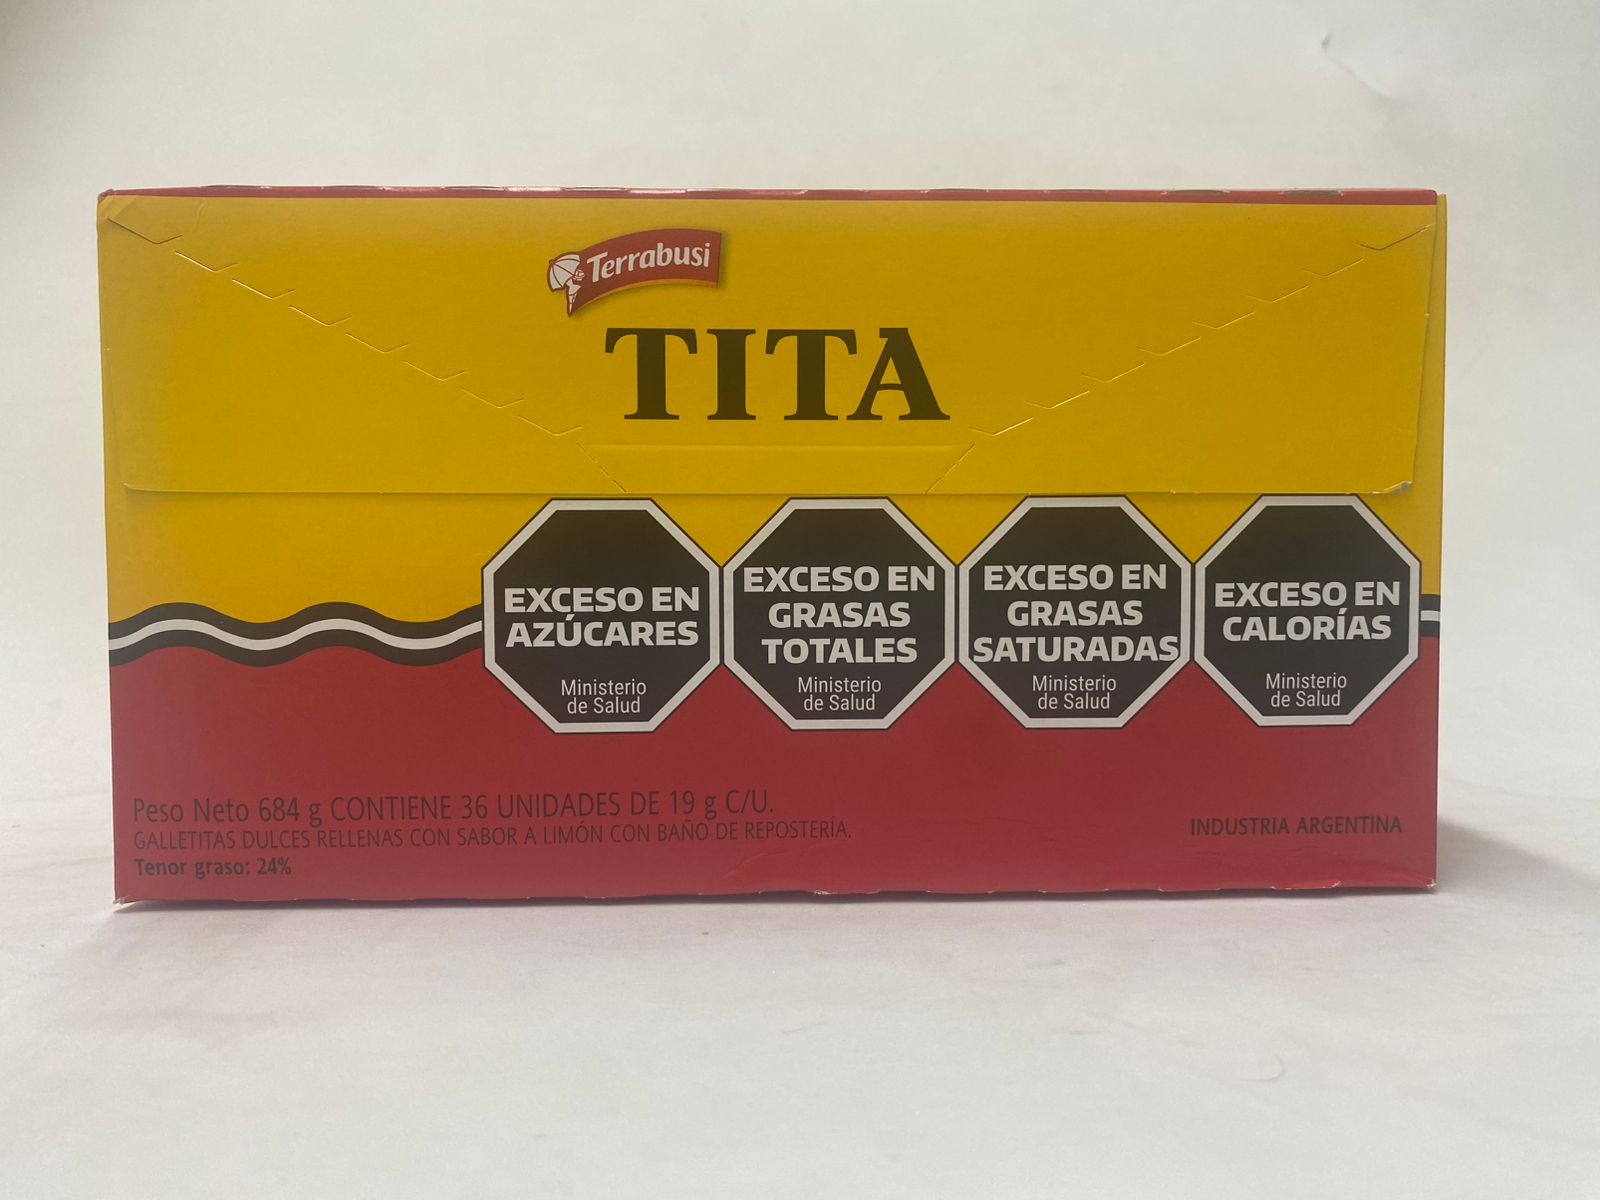 Terrabusi
TITA
EXCESO EN
AZÚCARES
Ministerio
de Salud
EXCESO EN
GRASAS
TOTALES
Ministerio
de Salud
EXCESO EN
GRASAS
SATURADAS
Ministerio
de Salud
EXCESO EN
CALORÍAS
Ministerio
de Salud
Peso Neto 684 g CONTIENE 36 UNIDADES DE 19 g C/U.
GALLETITAS DULCES RELLENAS CON SABOR A LIMÓN CON BAÑO DE REPOSTERÍA.
Tenor graso: 24%
INDUSTRIA ARGENTINA